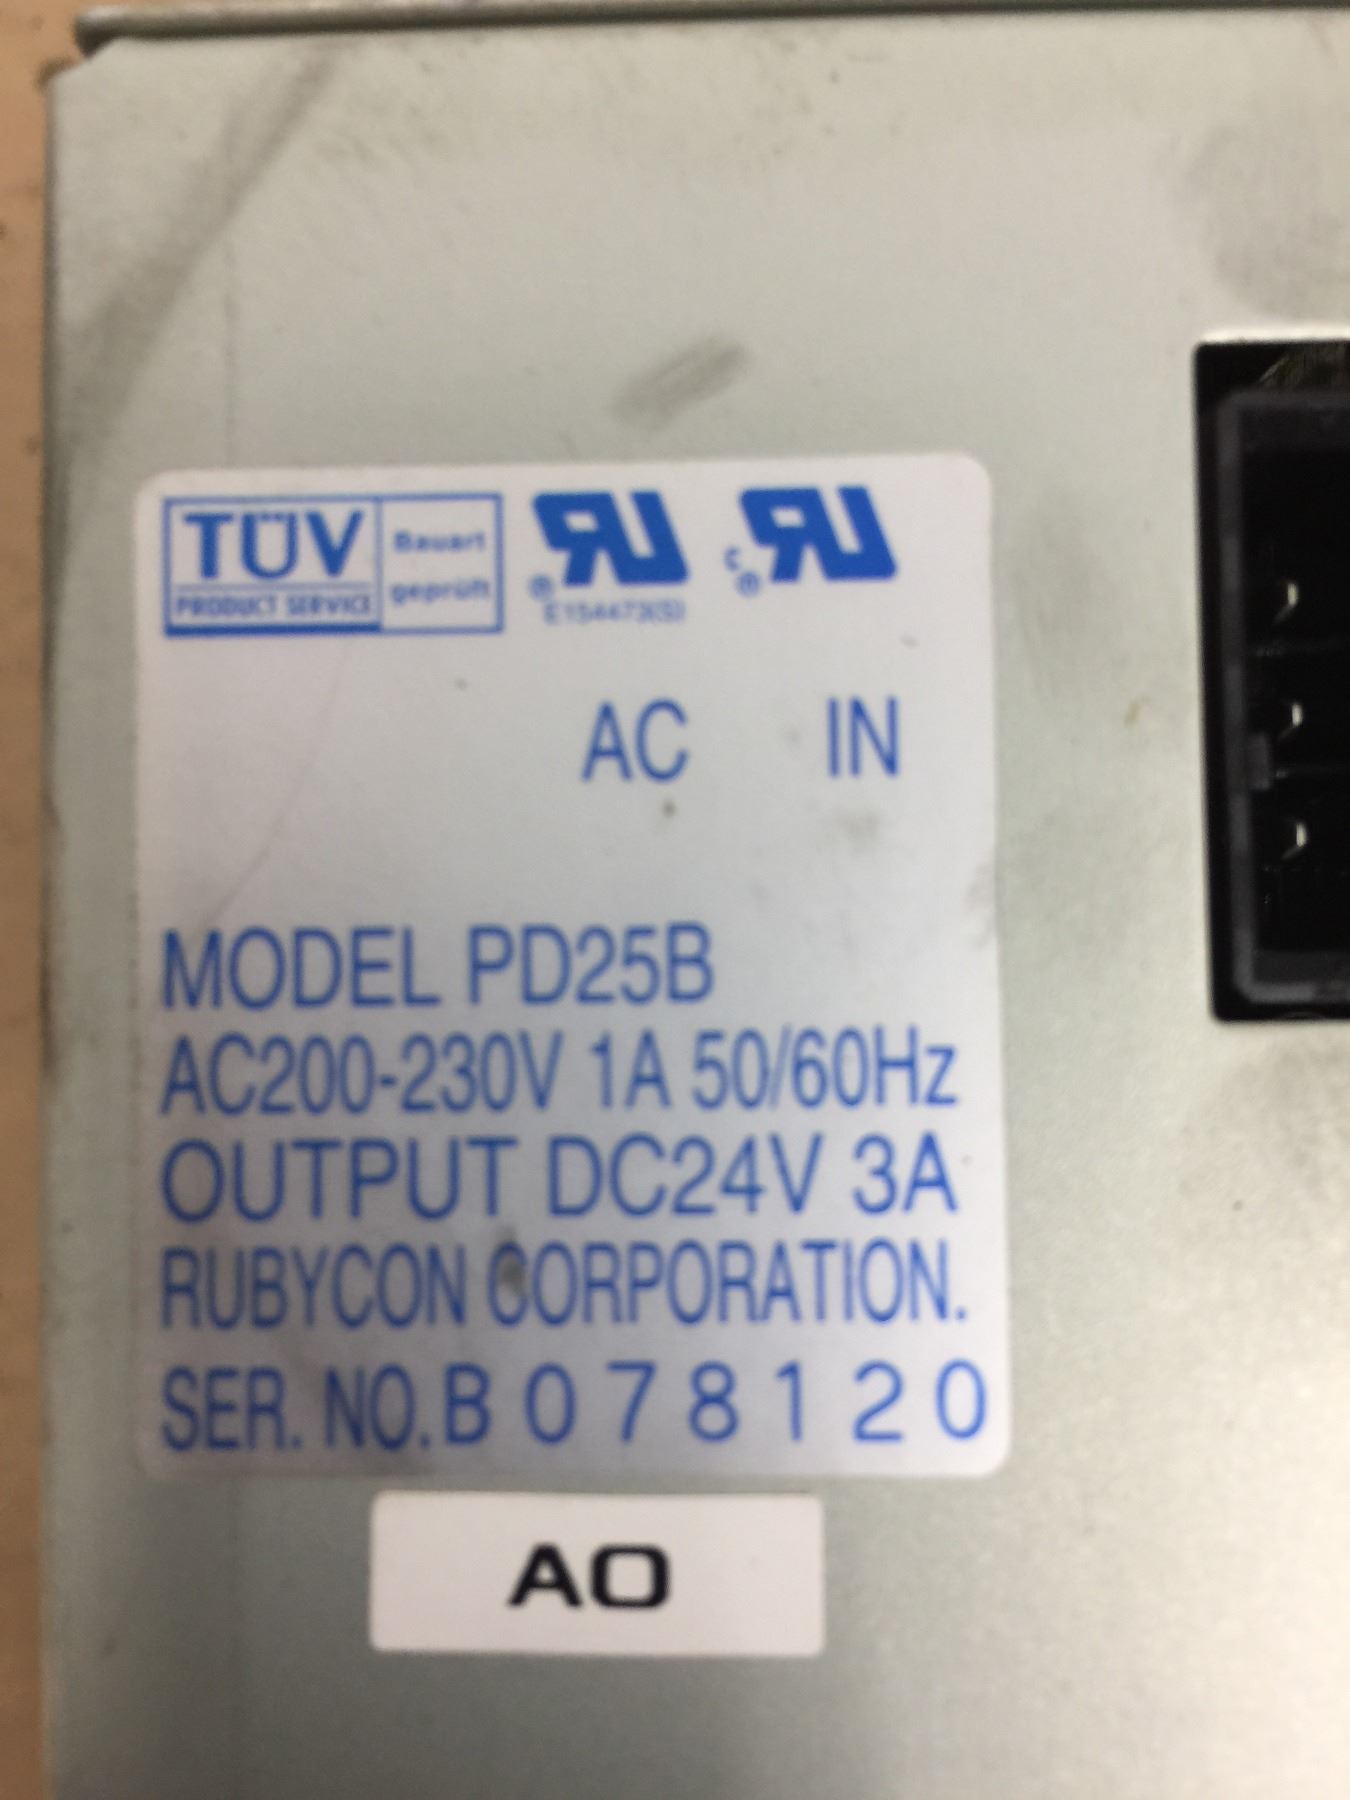 TÜV
PRODUCT SERVICE
Bauart
geprüft
E154473(S)
AC IN
MODEL PD25B
AC200-230V 1A 50/60Hz
OUTPUT DC24V 3A
RUBYCON CORPORATION.
SER. NO. B 0 7 8 1 2 0
AO